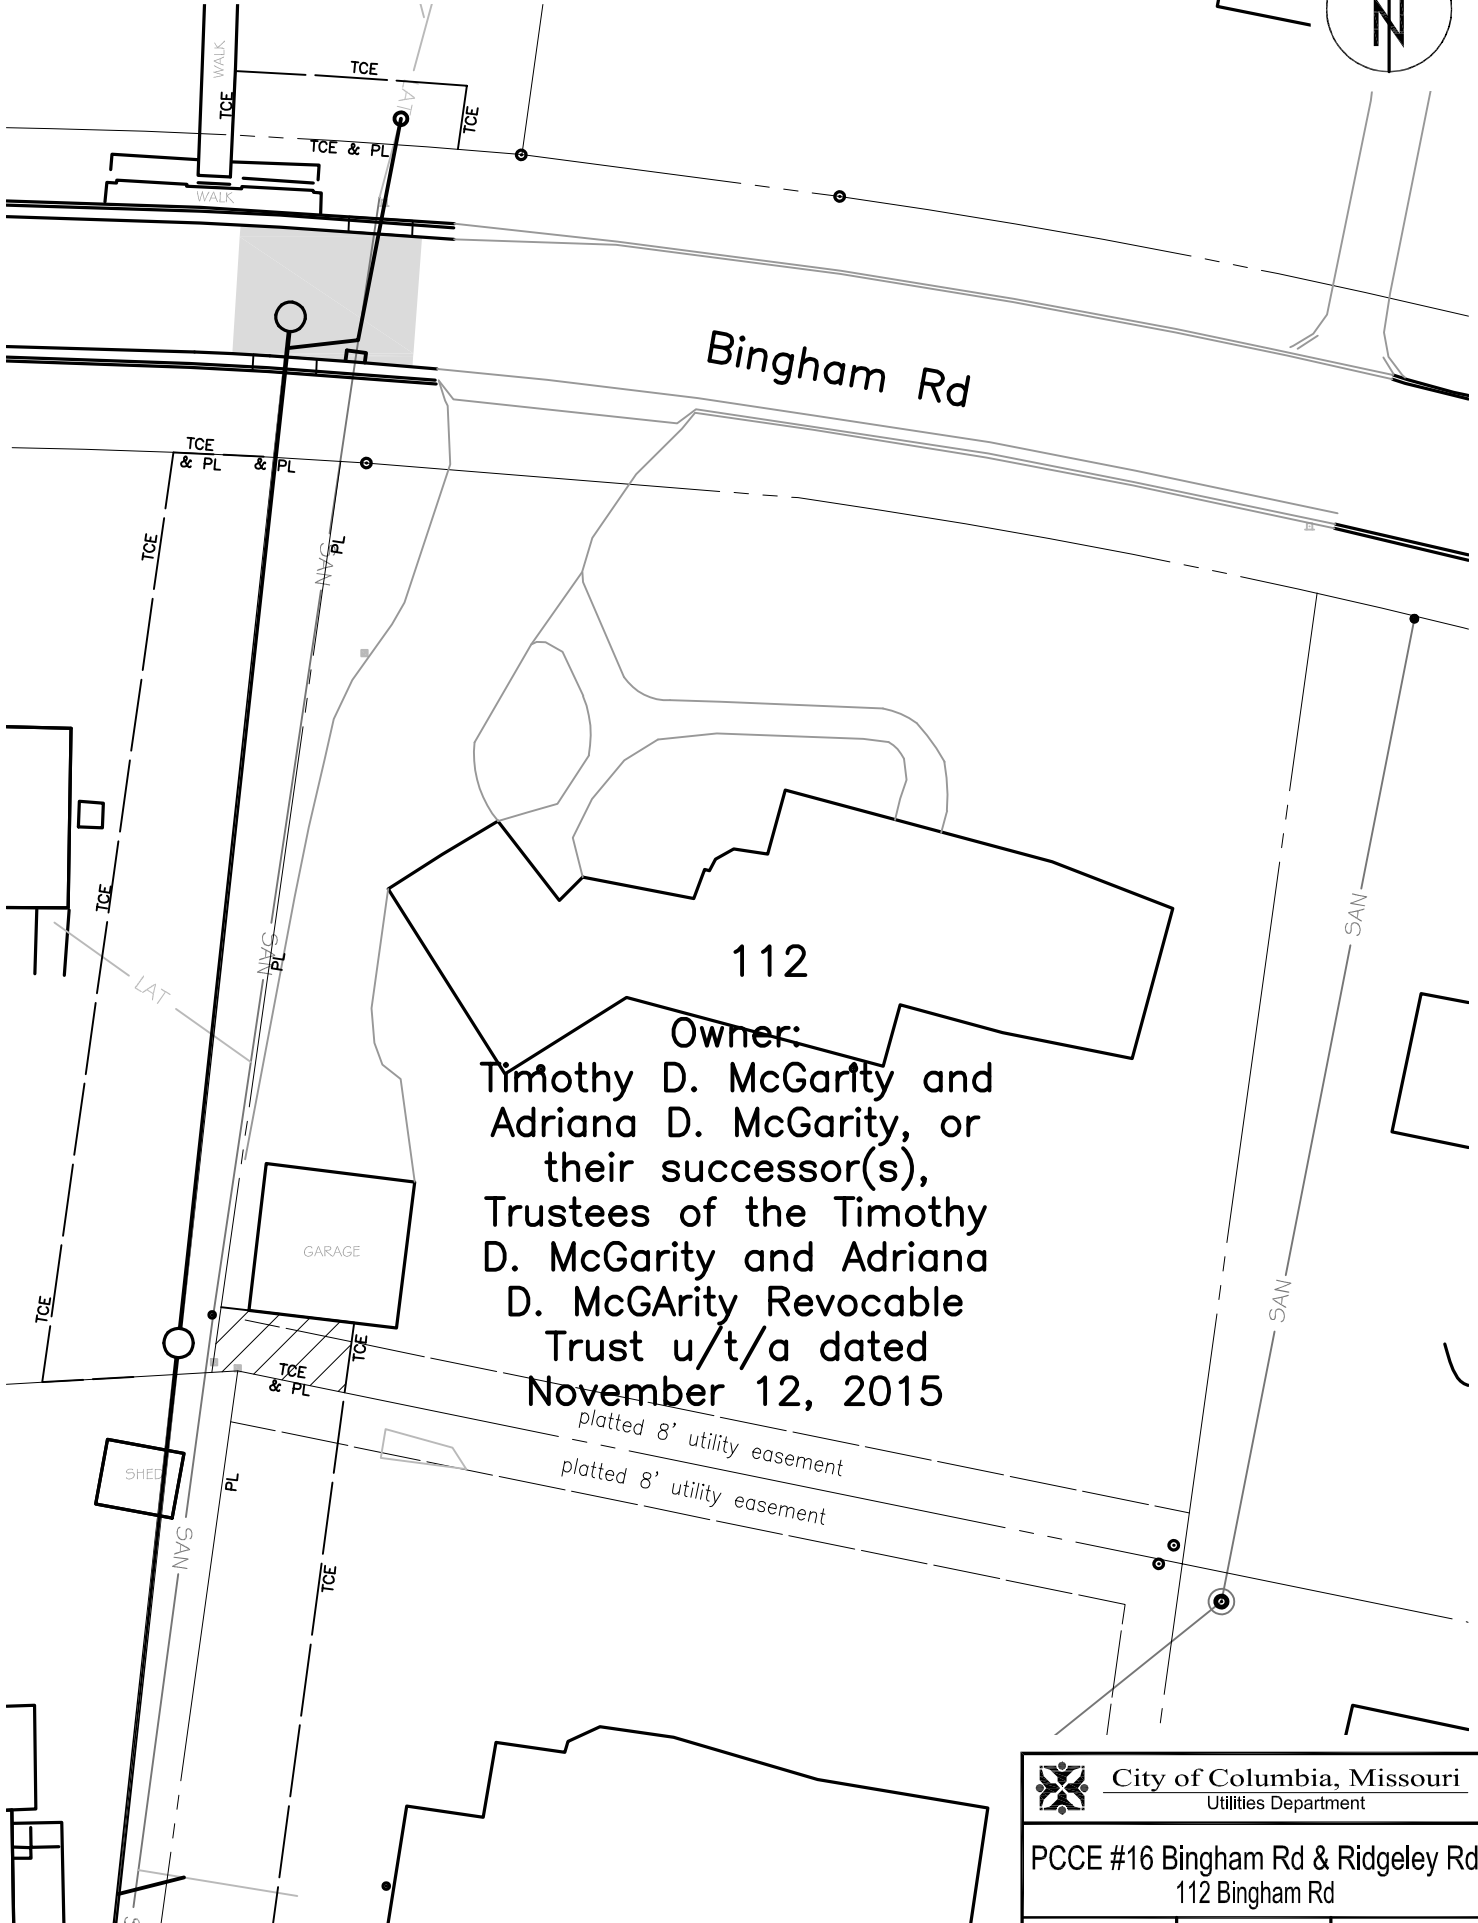 N
WALK
TCE
TCE
LAT
TCE
TCE & PL
WALK
Bingham Rd
TCE
& PL
& PL
TCE
SAN
PL
TCE
SAN
PL
SAN
LAT
112
Owner:
Timothy D. McGarity and
Adriana D. McGarity, or
their successor(s),
Trustees of the Timothy
D. McGarity and Adriana
D. McGArity Revocable
Trust u/t/a dated
November 12, 2015
GARAGE
SAN
TCE
TCE
TCE
& PL
platted 8' utility easement
platted 8' utility easement
SHED
PL
SAN
TCE
City of Columbia, Missouri
Utilities Department
PCCE #16 Bingham Rd & Ridgeley Rd
112 Bingham Rd